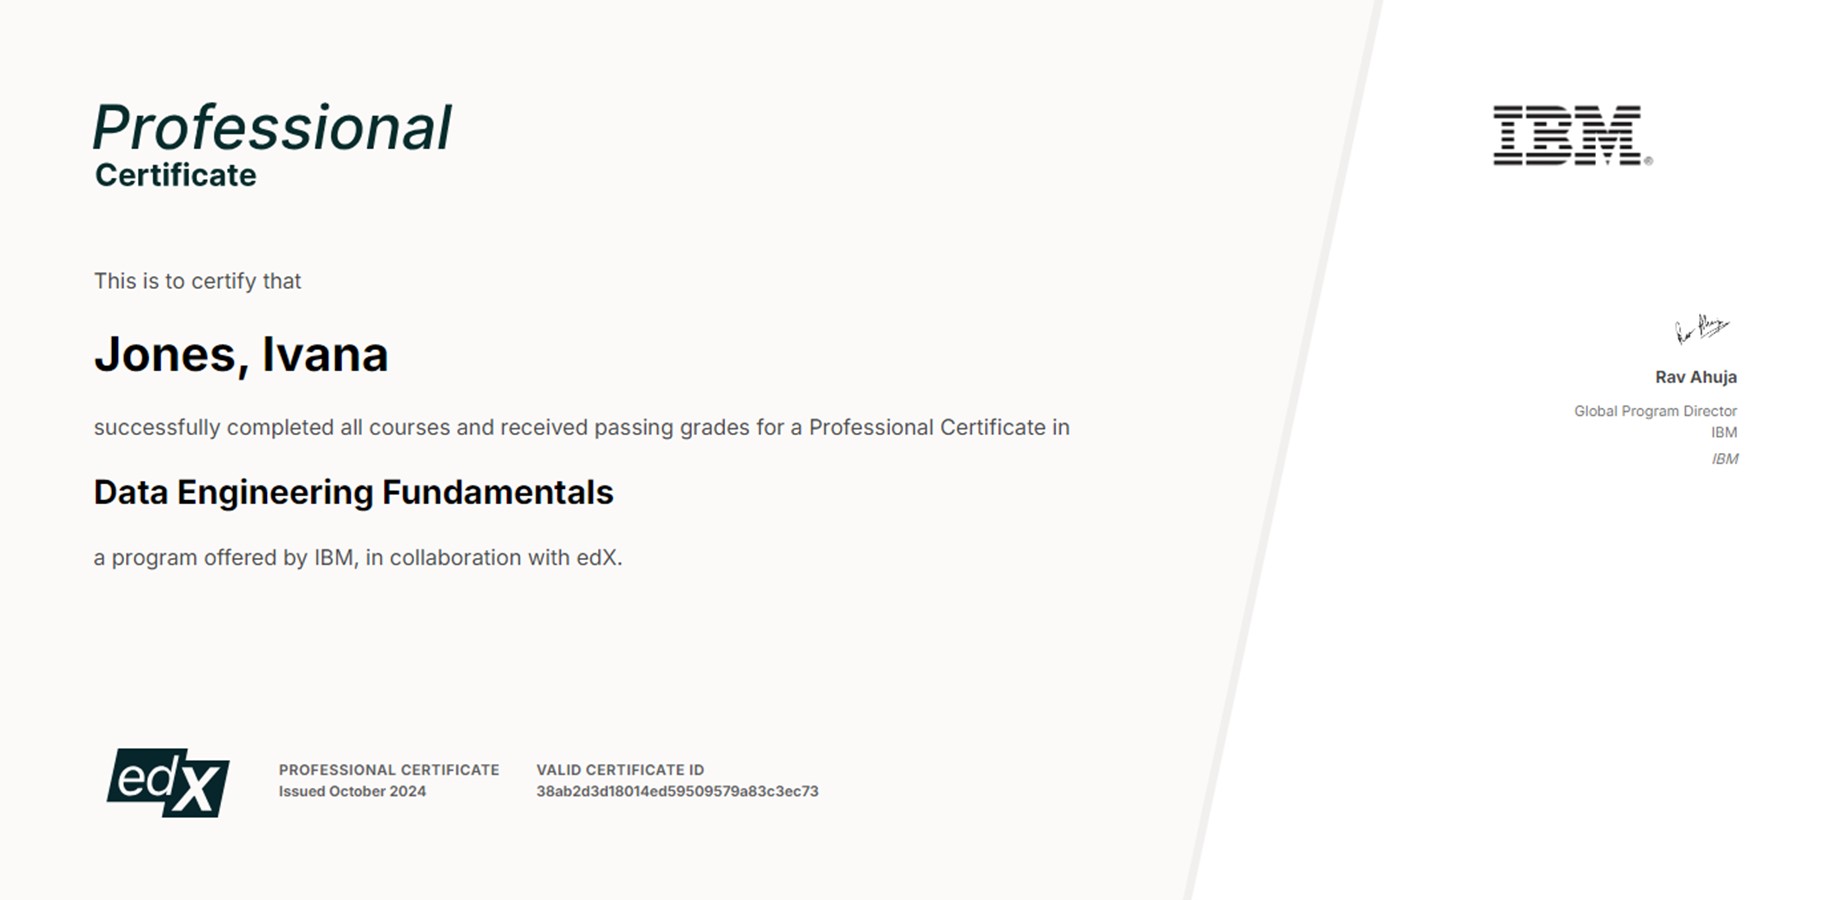 Professional
Certificate
This is to certify that
Jones, Ivana
successfully completed all courses and received passing grades for a Professional Certificate in
Data Engineering Fundamentals
a program offered by IBM, in collaboration with edX.
edX
PROFESSIONAL CERTIFICATE
Issued October 2024
VALID CERTIFICATE ID
38ab2d3d18014ed59509579a83c3ec73
IBM®
Rav Ahuja
Global Program Director
IBM
IBM